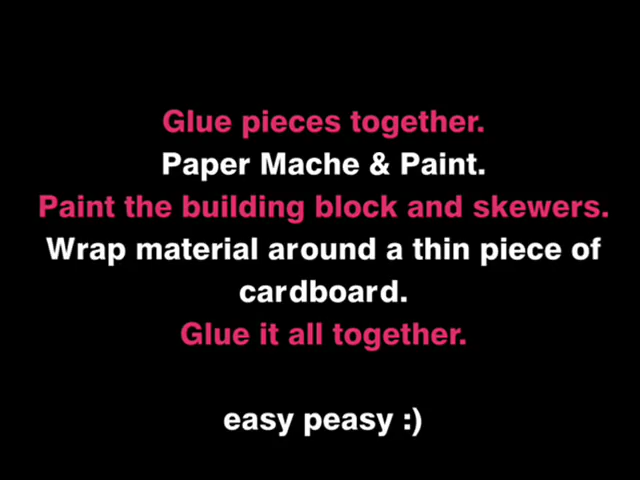 Glue pieces together.
Paper Mache & Paint.
Paint the building block and skewers.
Wrap material around a thin piece of
cardboard.
Glue it all together.
easy peasy :)